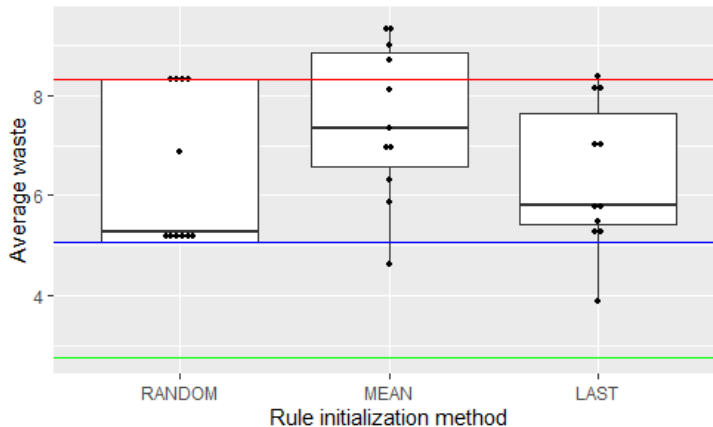 Average waste
8
6
4
RANDOM MEAN LAST
Rule initialization method